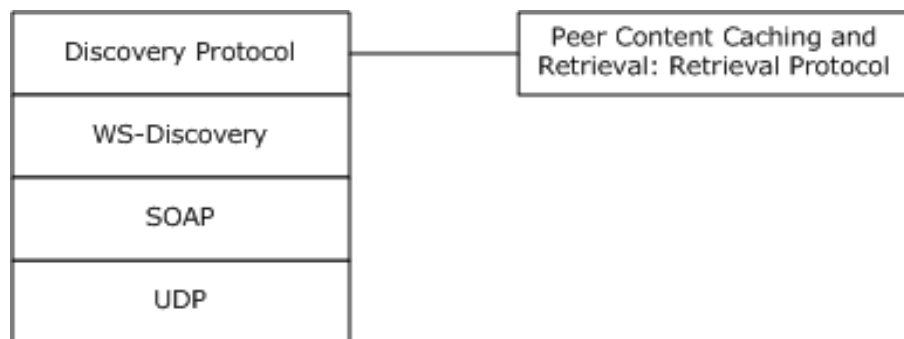 Discovery Protocol
Peer Content Caching and
Retrieval: Retrieval Protocol
WS-Discovery
SOAP
UDP